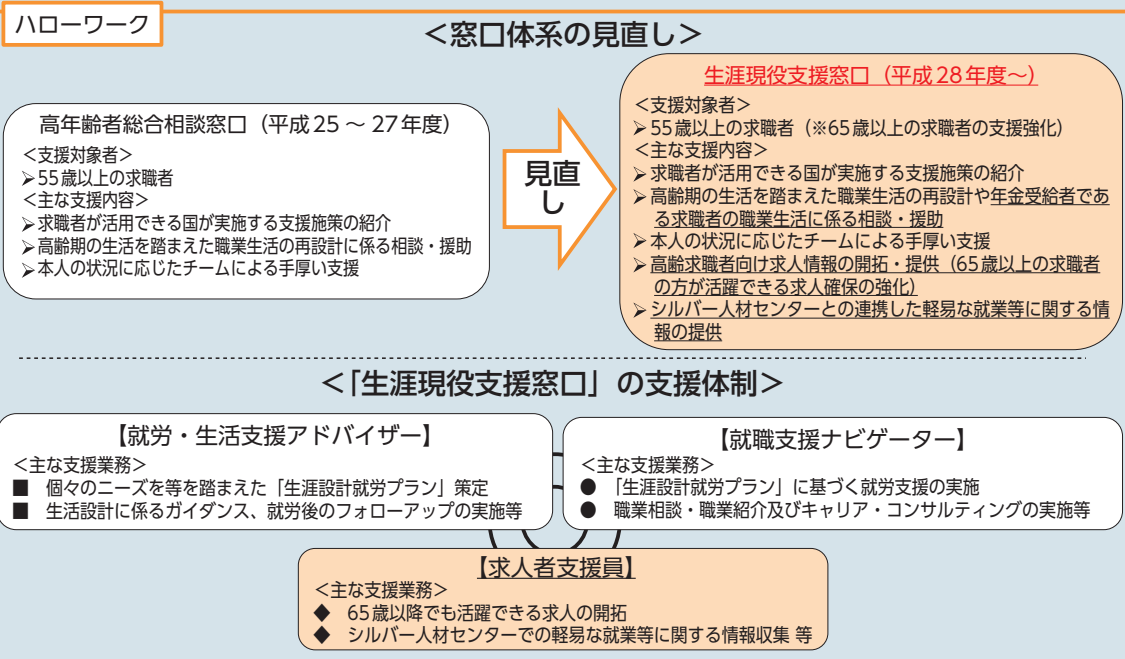 ハローワーク
＜窓口体系の見直し＞
高年齢者総合相談窓口（平成25～27年度）
＜支援対象者＞
➢55歳以上の求職者
＜主な支援内容＞
➢求職者が活用できる国が実施する支援施策の紹介
➢高齢期の生活を踏まえた職業生活の再設計に係る相談・援助
➢本人の状況に応じたチームによる手厚い支援
見直
し
生涯現役支援窓口（平成28年度～）
＜支援対象者＞
➢55歳以上の求職者（※65歳以上の求職者の支援強化）
＜主な支援内容＞
➢求職者が活用できる国が実施する支援施策の紹介
➢高齢期の生活を踏まえた職業生活の再設計や年金受給者であ
る求職者の職業生活に係る相談・援助
➢本人の状況に応じたチームによる手厚い支援
➢高齢求職者向け求人情報の開拓・提供（65歳以上の求職者
の方が活躍できる求人確保の強化）
➢シルバー人材センターとの連携した軽易な就業等に関する情
報の提供
＜「生涯現役支援窓口」の支援体制＞
【就労・生活支援アドバイザー】
＜主な支援業務＞
■ 個々のニーズを等を踏まえた「生涯設計就労プラン」策定
■ 生活設計に係るガイダンス、就労後のフォローアップの実施等
【就職支援ナビゲーター】
＜主な支援業務＞
● 「生涯設計就労プラン」に基づく就労支援の実施
● 職業相談・職業紹介及びキャリア・コンサルティングの実施等
【求人者支援員】
＜主な支援業務＞
◆ 65歳以降でも活躍できる求人の開拓
◆ シルバー人材センターでの軽易な就業等に関する情報収集 等